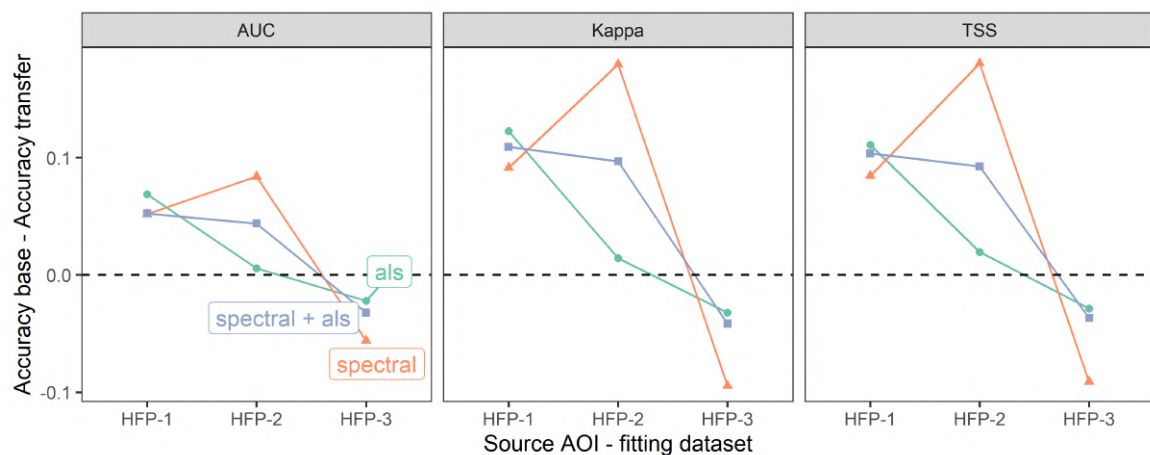 AUC
Kappa
TSS
Accuracy base - Accuracy transfer
0.1
0.0
-0.1
als
spectral + als
spectral
HFP-1
HFP-2
HFP-3
HFP-1
HFP-2
HFP-3
HFP-1
HFP-2
HFP-3
Source AOI - fitting dataset